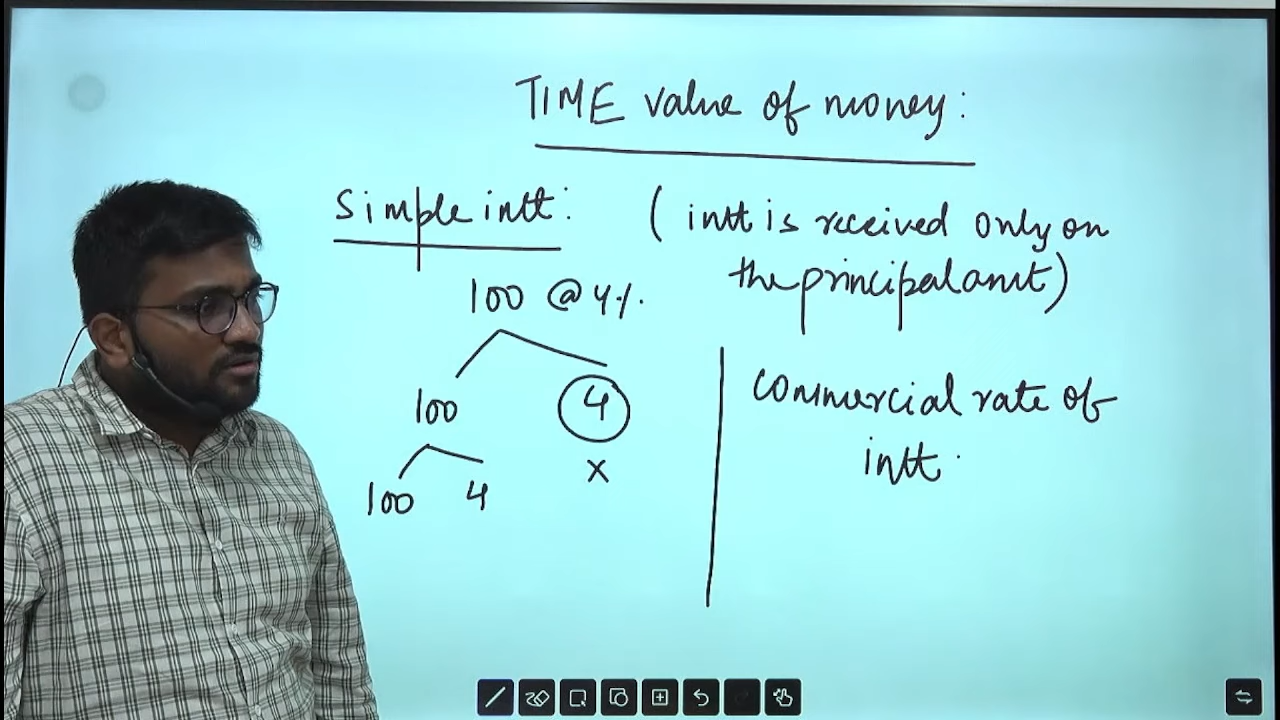 TIME value of money:
Simple intt: (intt is received only on
the principal amt)
100 @ 4%.
100 4
x
100 4
commercial rate of
intt.